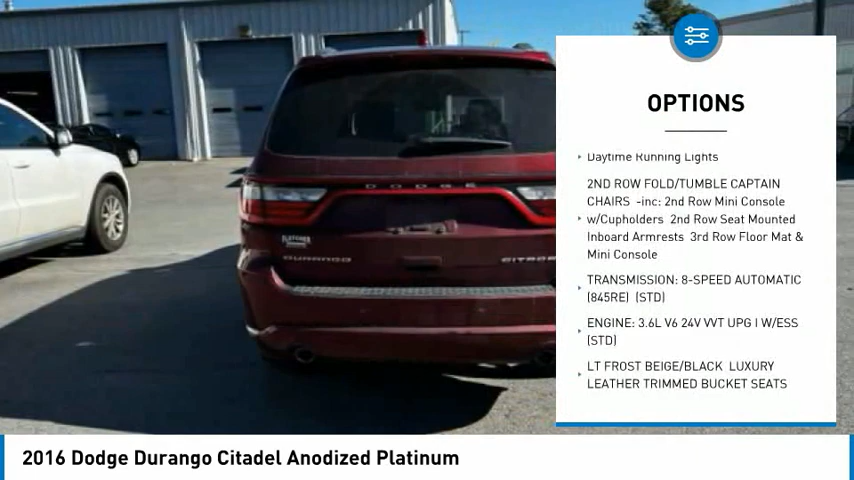 OPTIONS
Daytime Running Lights
2ND ROW FOLD/TUMBLE CAPTAIN
CHAIRS -inc: 2nd Row Mini Console
w/Cupholders 2nd Row Seat Mounted
Inboard Armrests 3rd Row Floor Mat &
Mini Console
TRANSMISSION: 8-SPEED AUTOMATIC
(845RE) (STD)
ENGINE: 3.6L V6 24V VVT UPG I W/ESS
(STD)
LT FROST BEIGE/BLACK LUXURY
LEATHER TRIMMED BUCKET SEATS
DODGE
FLETCHER
DURANGO
2016 Dodge Durango Citadel Anodized Platinum